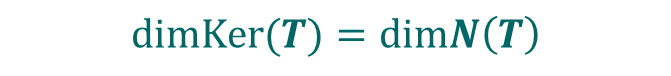 dimKer(T) = dimN(T)